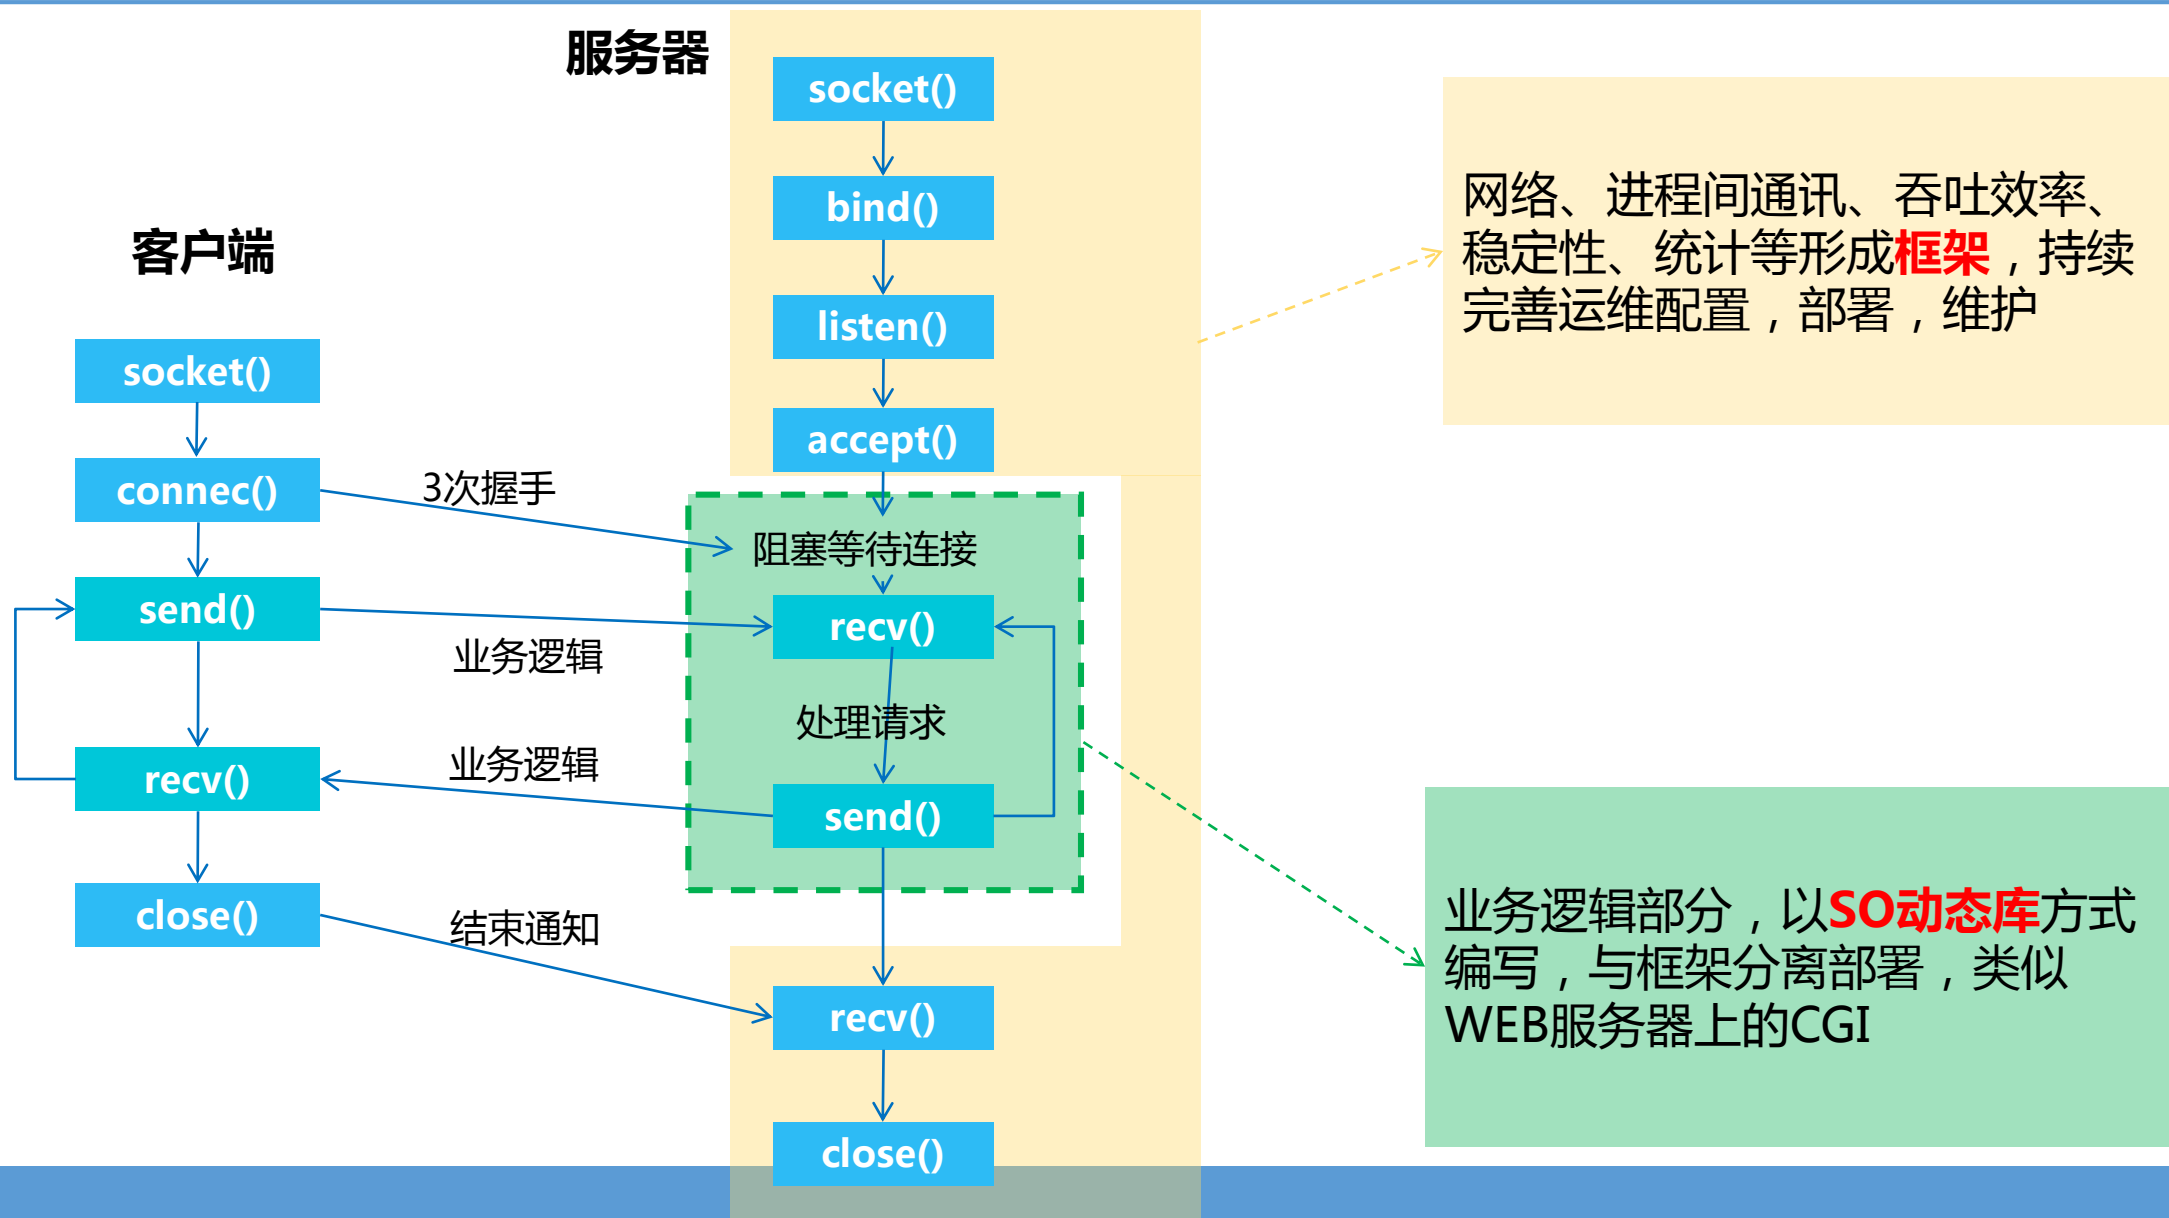 服务器
socket()
bind()
listen()
accept()
阻塞等待连接
recv()
处理请求
send()
recv()
close()
客户端
socket()
connec()
send()
recv()
close()
3次握手
业务逻辑
业务逻辑
结束通知
网络、进程间通讯、吞吐效率、
稳定性、统计等形成框架，持续
完善运维配置，部署，维护
业务逻辑部分，以SO动态库方式
编写，与框架分离部署，类似
WEB服务器上的CGI